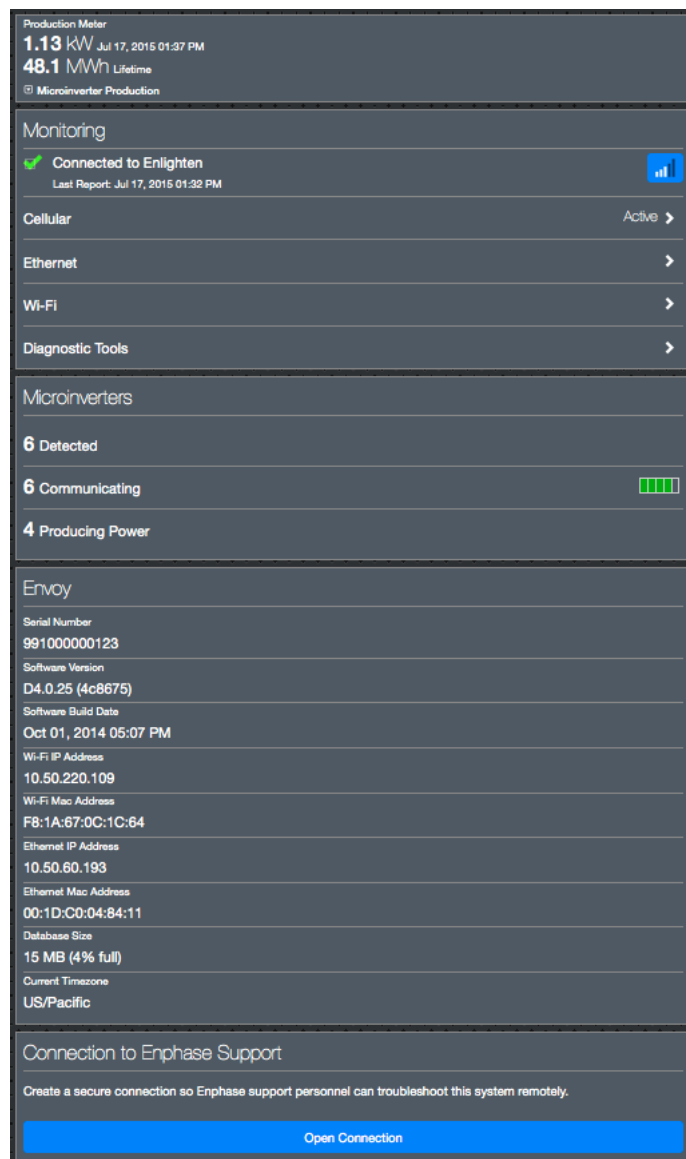 Production Meter
1.13 kW Jul 17, 2015 01:37 PM
48.1 MWh Lifetime
Microinverter Production
Monitoring
Connected to Enlighten
Last Report: Jul 17, 2015 01:32 PM
Cellular Active
Ethernet
Wi-Fi
Diagnostic Tools
Microinverters
6 Detected
6 Communicating
4 Producing Power
Envoy
Serial Number
991000000123
Software Version
D4.0.25 (4c8675)
Software Build Date
Oct 01, 2014 05:07 PM
Wi-Fi IP Address
10.50.220.109
Wi-Fi Mac Address
F8:1A:67:0C:1C:64
Ethernet IP Address
10.50.60.193
Ethernet Mac Address
00:1D:C0:04:84:11
Database Size
15 MB (4% full)
Current Timezone
US/Pacific
Connection to Enphase Support
Create a secure connection so Enphase support personnel can troubleshoot this system remotely.
Open Connection